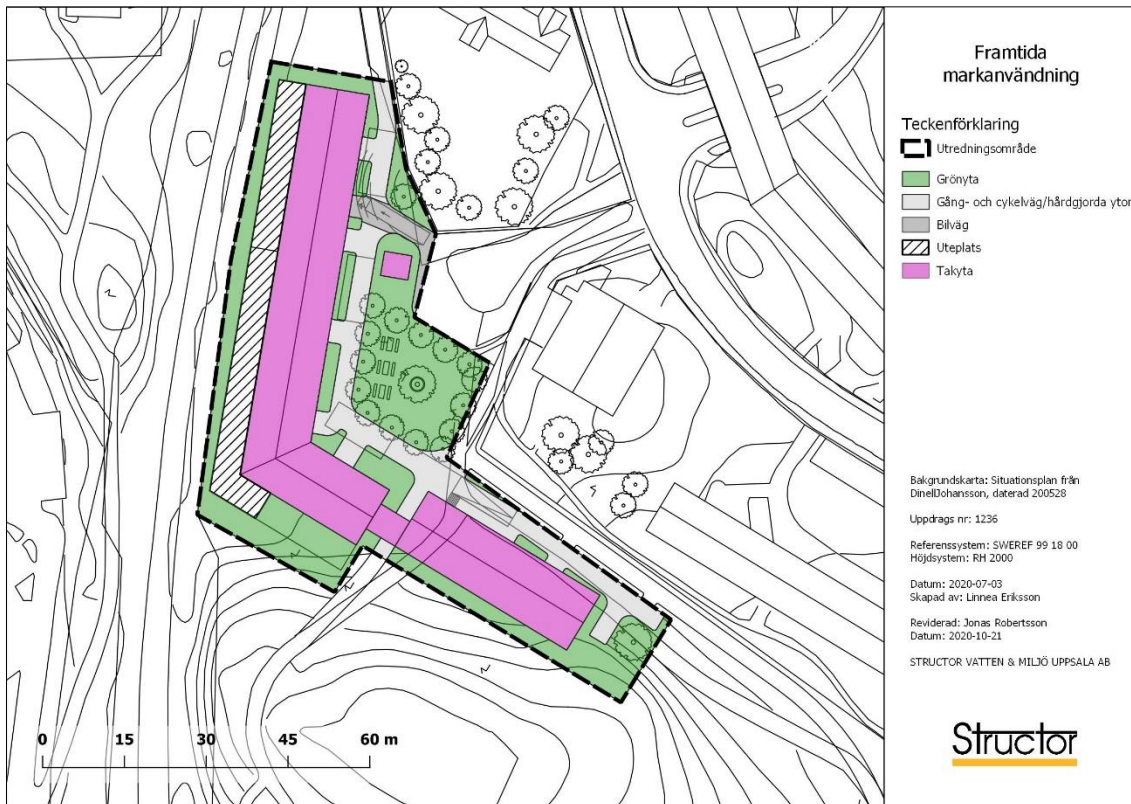 Framtida
markanvändning
Teckenförklaring
Utredningsområde
Grönyta
Gång- och cykelväg/hårdgjorda ytor
Bilväg
Uteplats
Takyta
Bakgrundskarta: Situationsplan från
DinellJohansson, daterad 200528
Uppdrags nr: 1236
Referenssystem: SWEREF 99 18 00
Höjdsystem: RH 2000
Datum: 2020-07-03
Skapad av: Linnea Eriksson
Reviderad: Jonas Robertsson
Datum: 2020-10-21
STRUCTOR VATTEN & MILJÖ UPPSALA AB
Structor
0 15 30 45 60 m